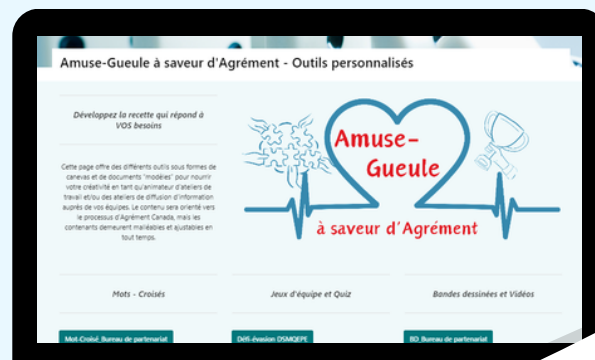 Amuse-Gueule à saveur d'Agrément - Outils personnalisés
Développez la recette qui répond à
VOS besoins
Cette page offre des différents outils sous formes de
canevas et de documents "modèles" pour nourrir
votre créativité en tant qu'animateur d'ateliers de
travail et/ou des ateliers de diffusion d'information
auprès de vos équipes. Le contenu sera orienté vers
le processus d'Agrément Canada, mais les
contenants demeurent malléables et ajustables en
tout temps.
Amuse-
Gueule
à saveur d'Agrément
Mots - Croisés
Jeux d'équipe et Quiz
Bandes dessinées et Vidéos
Mot-Croisé_Bureau de partenariat
Défi-évasion DSMQEPE
BD_Bureau de partenariat